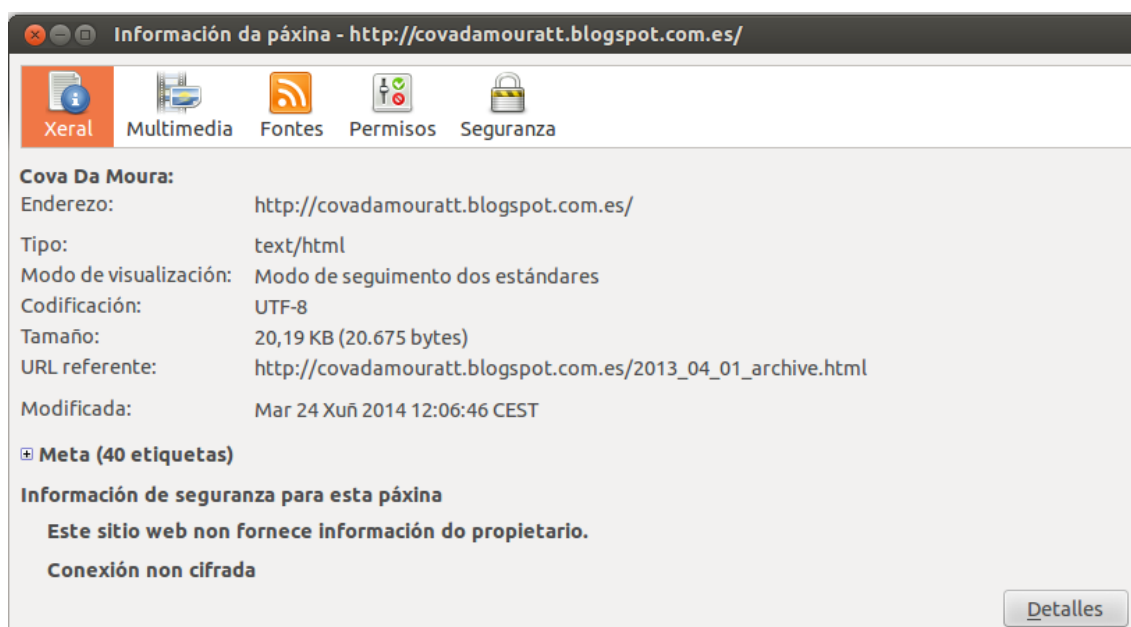 Información da páxina - http://covadamouratt.blogspot.com.es/
Xeral Multimedia Fontes Permisos Seguranza
Cova Da Moura:
Enderezo: http://covadamouratt.blogspot.com.es/
Tipo: text/html
Modo de visualización: Modo de seguimento dos estándares
Codificación: UTF-8
Tamaño: 20,19 KB (20.675 bytes)
URL referente: http://covadamouratt.blogspot.com.es/2013_04_01_archive.html
Modificada: Mar 24 Xuñ 2014 12:06:46 CEST
Meta (40 etiquetas)
Información de seguranza para esta páxina
Este sitio web non fornece información do propietario.
Conexión non cifrada
Detalles